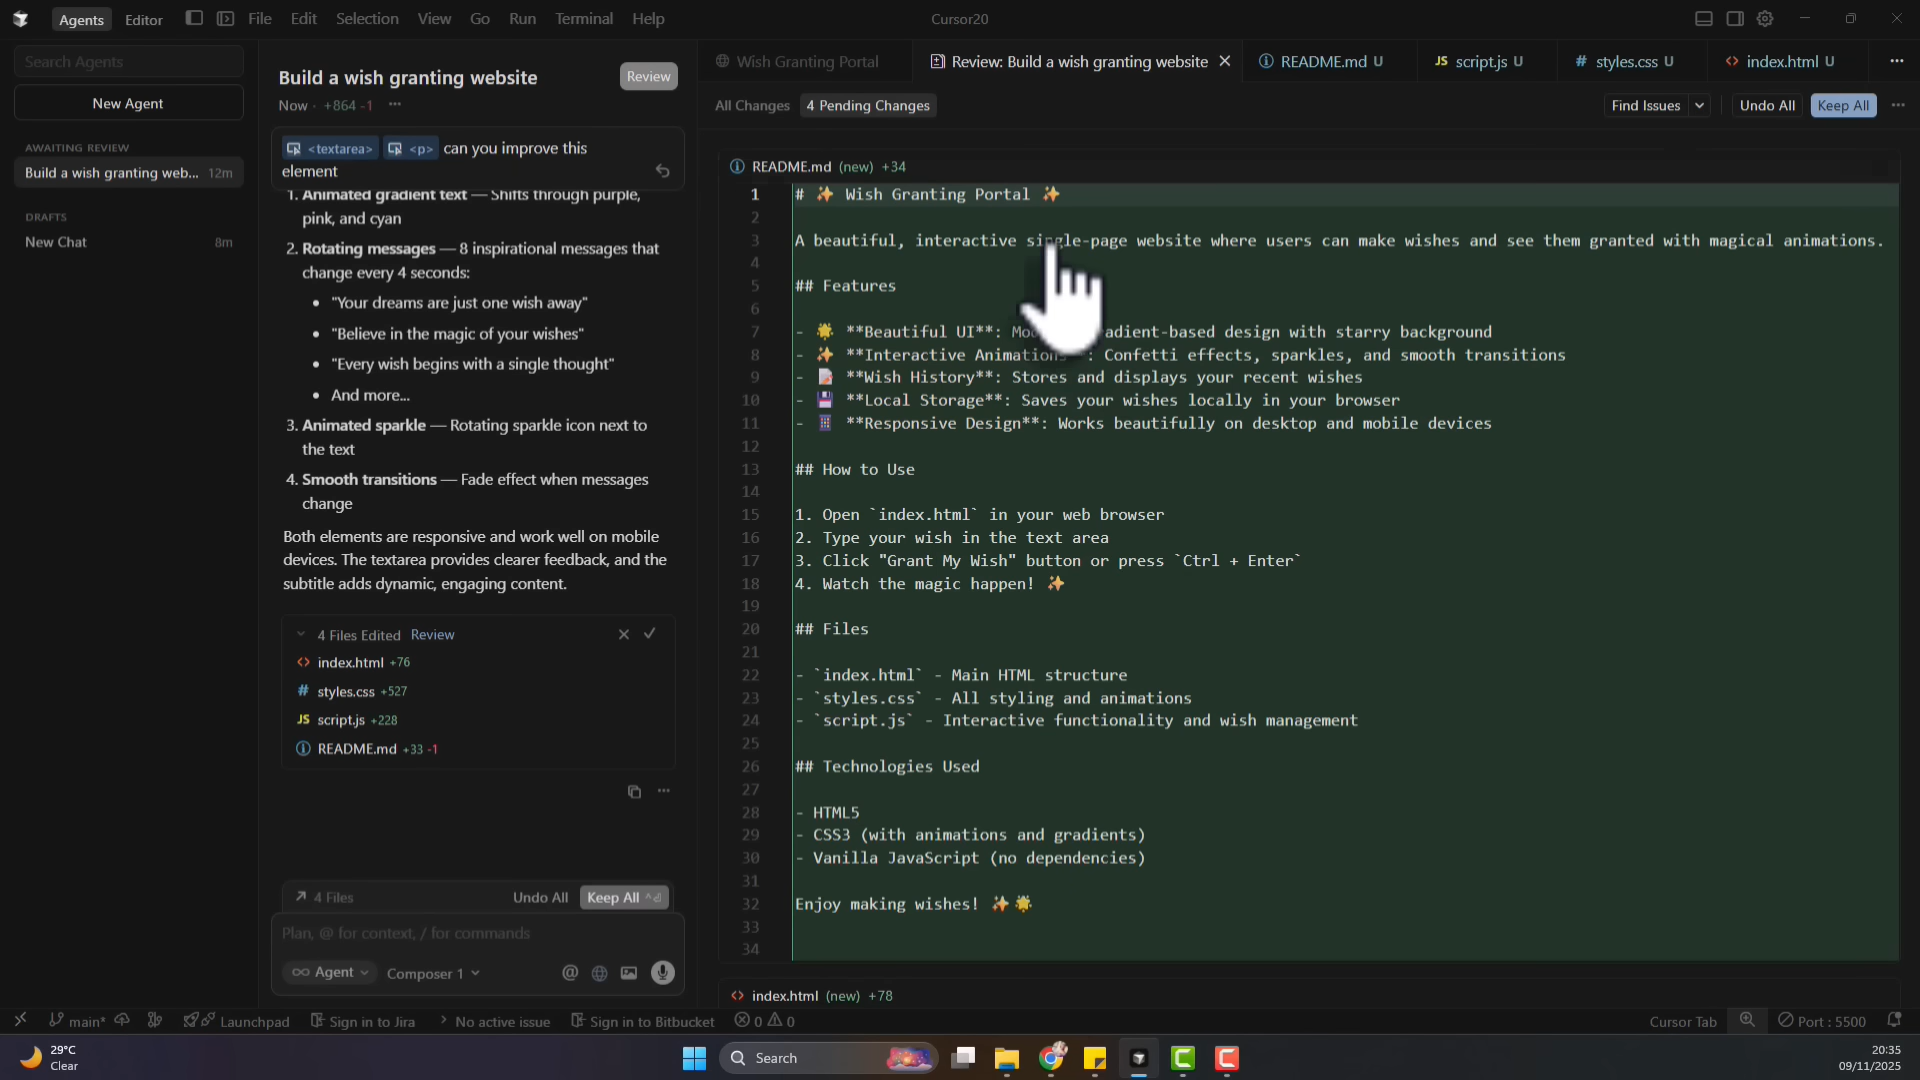 Agents Editor File Edit Selection View Go Run Terminal Help Cursor20
Search Agents
New Agent
AWAITING REVIEW
Build a wish granting web... 12m
DRAFTS
New Chat 8m
Build a wish granting website Review
Now · +864 -1 ···
<textarea> <p> can you improve this
element
1. Animated gradient text — Shifts through purple,
pink, and cyan
2. Rotating messages — 8 inspirational messages that
change every 4 seconds:
• "Your dreams are just one wish away"
• "Believe in the magic of your wishes"
• "Every wish begins with a single thought"
• And more...
3. Animated sparkle — Rotating sparkle icon next to
the text
4. Smooth transitions — Fade effect when messages
change
Both elements are responsive and work well on mobile
devices. The textarea provides clearer feedback, and the
subtitle adds dynamic, engaging content.
4 Files Edited Review
<> index.html +76
# styles.css +527
JS script.js +228
README.md +33 -1
4 Files Undo All Keep All
Plan, @ for context, / for commands
Agent Composer 1
Wish Granting Portal Review: Build a wish granting website README.md U JS script.js U # styles.css U <> index.html U ···
All Changes 4 Pending Changes Find Issues Undo All Keep All ···
README.md (new) +34
1 # ✨ Wish Granting Portal ✨
2
3 A beautiful, interactive single-page website where users can make wishes and see them granted with magical animations.
4
5 ## Features
6
7 - 🌟 **Beautiful UI**: gradient-based design with starry background
8 - ✨ **Interactive Animations**: Confetti effects, sparkles, and smooth transitions
9 - 📝 **Wish History**: Stores and displays your recent wishes
10 - 💾 **Local Storage**: Saves your wishes locally in your browser
11 - 📱 **Responsive Design**: Works beautifully on desktop and mobile devices
12
13 ## How to Use
14
15 1. Open `index.html` in your web browser
16 2. Type your wish in the text area
17 3. Click "Grant My Wish" button or press `Ctrl + Enter`
18 4. Watch the magic happen! ✨
19
20 ## Files
21
22 - `index.html` - Main HTML structure
23 - `styles.css` - All styling and animations
24 - `script.js` - Interactive functionality and wish management
25
26 ## Technologies Used
27
28 - HTML5
29 - CSS3 (with animations and gradients)
30 - Vanilla JavaScript (no dependencies)
31
32 Enjoy making wishes! ✨🌟
33
34
<> index.html (new) +78
main* Launchpad Sign in to Jira No active issue Sign in to Bitbucket 0 0 Cursor Tab Port : 5500
29°C
Clear
Search
20:35
09/11/2025